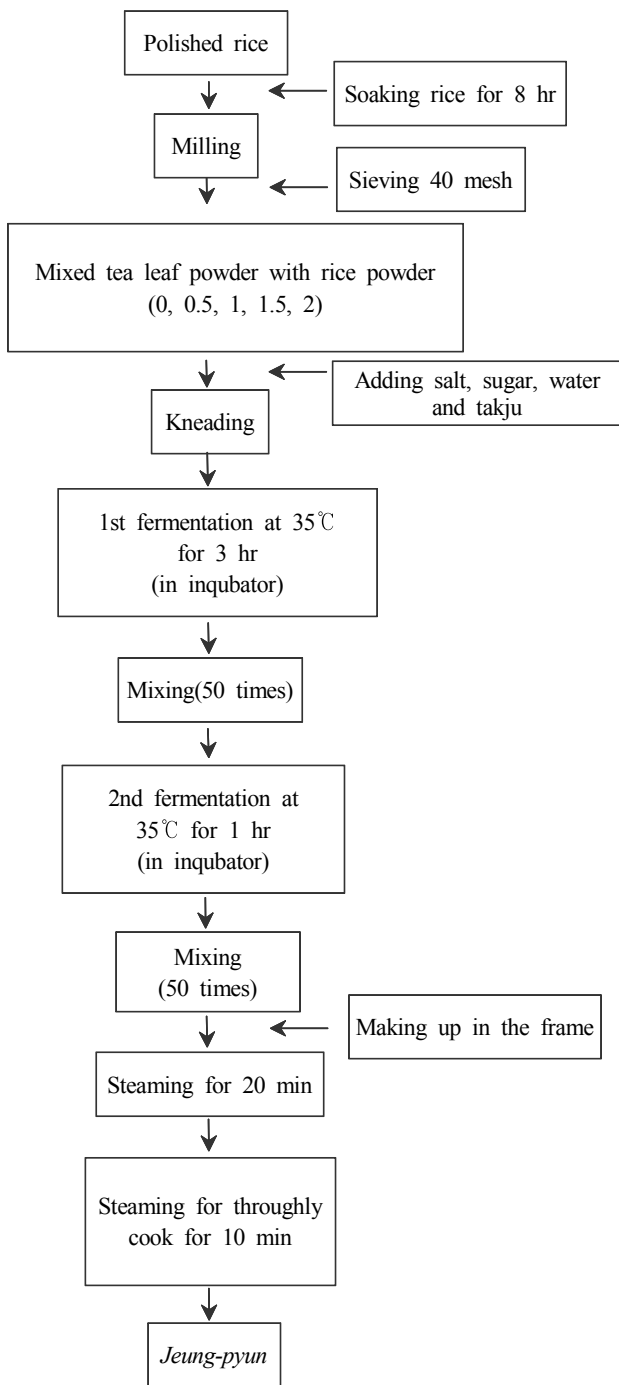 Polished rice
Soaking rice for 8 hr
Milling
Sieving 40 mesh
Mixed tea leaf powder with rice powder
(0, 0.5, 1, 1.5, 2)
Adding salt, sugar, water
and takju
Kneading
1st fermentation at 35℃
for 3 hr
(in inqubator)
Mixing(50 times)
2nd fermentation at
35℃ for 1 hr
(in inqubator)
Mixing
(50 times)
Making up in the frame
Steaming for 20 min
Steaming for throughly
cook for 10 min
Jeung-pyun